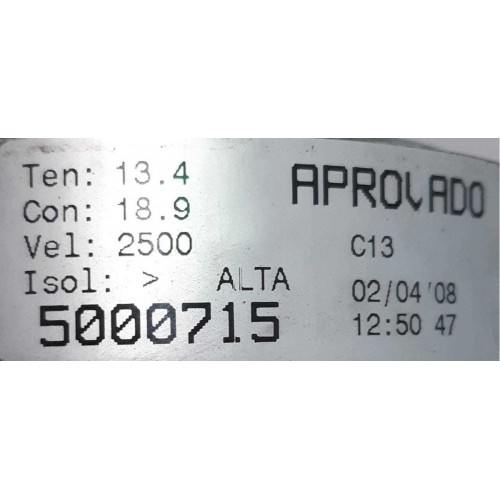 Ten: 13.4
Con: 18.9
Vel: 2500
Isol: > ALTA
5000715
APROVADO
C13
02/04'08
12:50 47